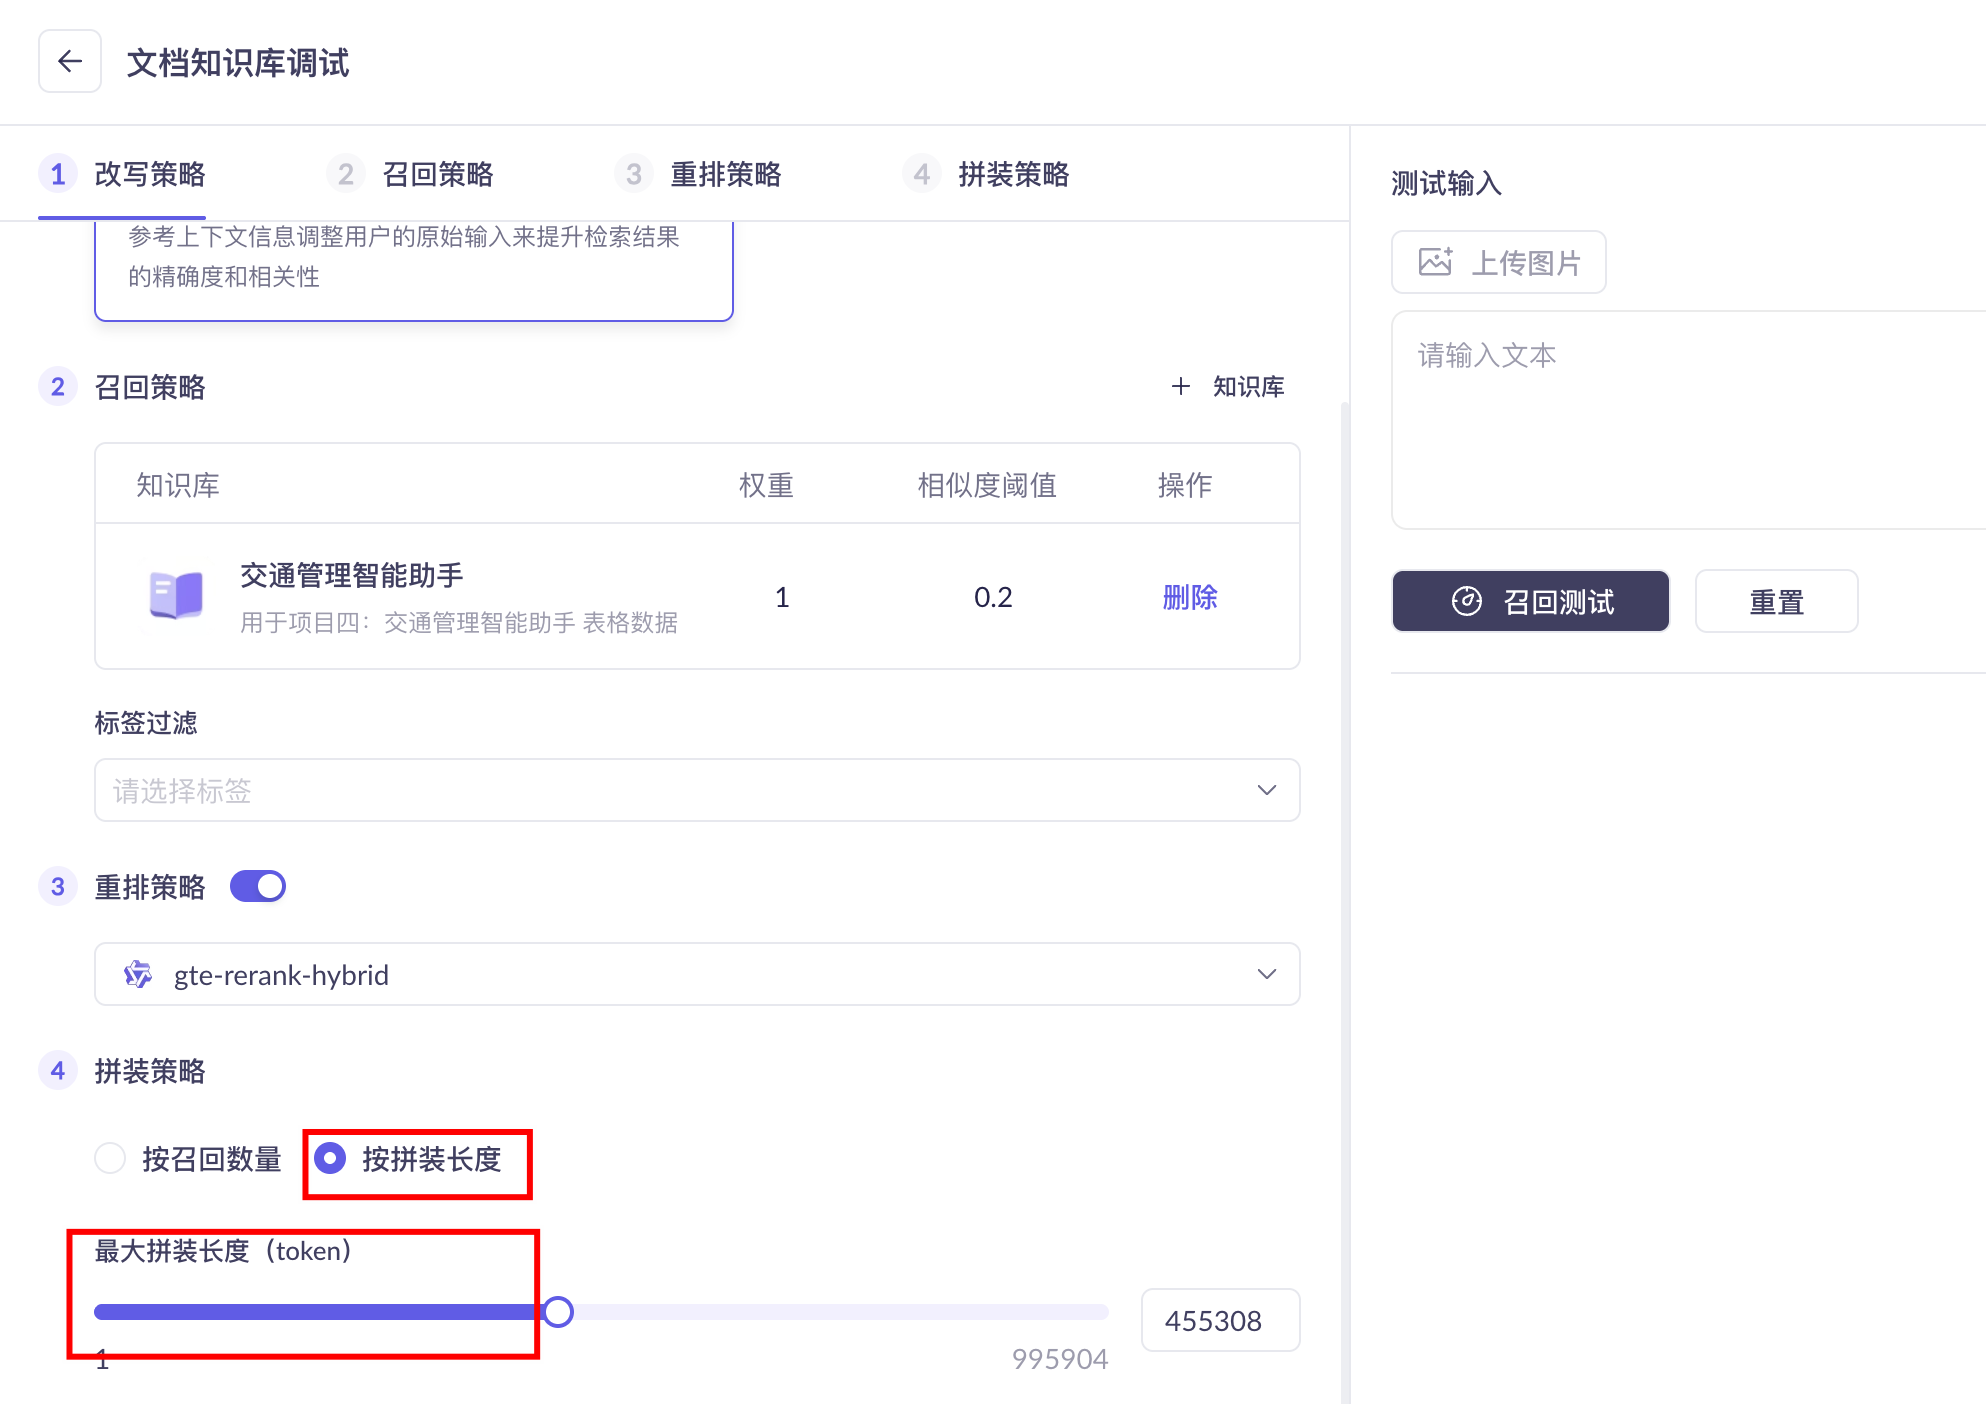 文档知识库调试
1 改写策略
2 召回策略
3 重排策略
4 拼装策略
参考上下文信息调整用户的原始输入来提升检索结果
的精确度和相关性
2 召回策略
+ 知识库
知识库 权重 相似度阈值 操作
交通管理智能助手
用于项目四：交通管理智能助手 表格数据
1 0.2 删除
标签过滤
请选择标签
3 重排策略
gte-rerank-hybrid
4 拼装策略
按召回数量 按拼装长度
最大拼装长度（token）
455308
1 995904
测试输入
上传图片
请输入文本
召回测试 重置